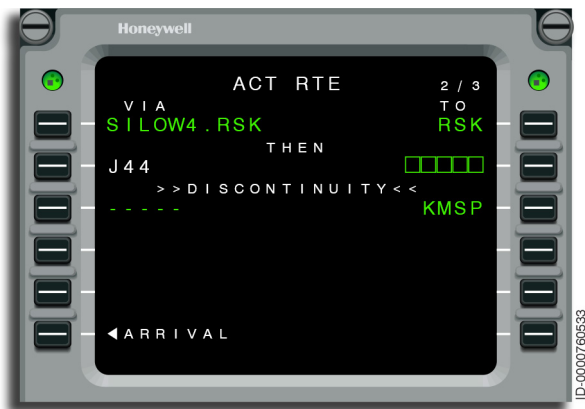 Honeywell
ACT RTE 2/3
VIA TO
SILOW4.RSK RSK
THEN
J44 □□□□□
>>DISCONTINUITY<<
----- KMSP
◀ARRIVAL
ID-0000760533